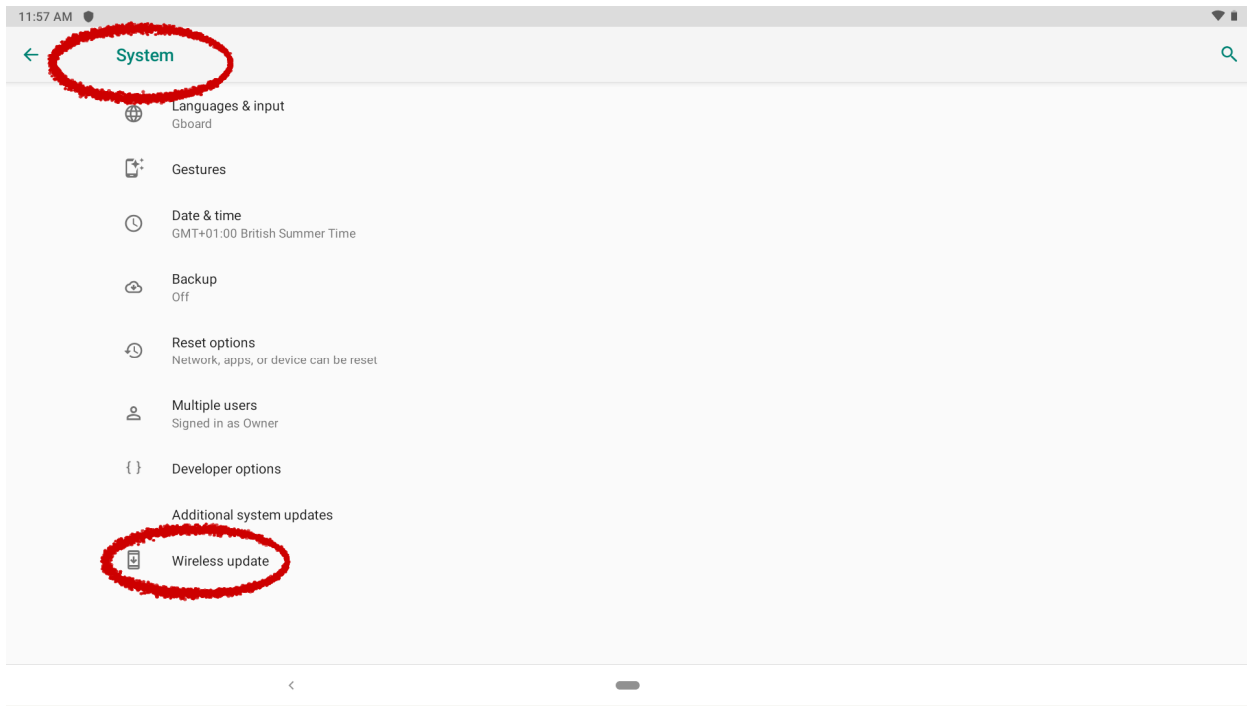 11:57 AM
System
Languages & input
Gboard
Gestures
Date & time
GMT+01:00 British Summer Time
Backup
Off
Reset options
Network, apps, or device can be reset
Multiple users
Signed in as Owner
{ } Developer options
Additional system updates
Wireless update